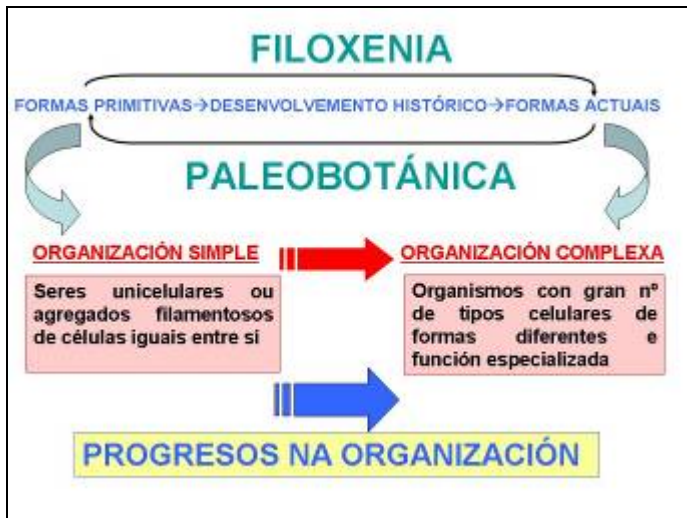 FILOXENIA
FORMAS PRIMITIVAS→DESENVOLVEMENTO HISTÓRICO→FORMAS ACTUAIS
PALEOBOTÁNICA
ORGANIZACIÓN SIMPLE
Seres unicelulares ou
agregados filamentosos
de células iguais entre sí
ORGANIZACIÓN COMPLEXA
Organismos con gran nº
de tipos celulares de
formas diferentes e
función especializada
PROGRESOS NA ORGANIZACIÓN